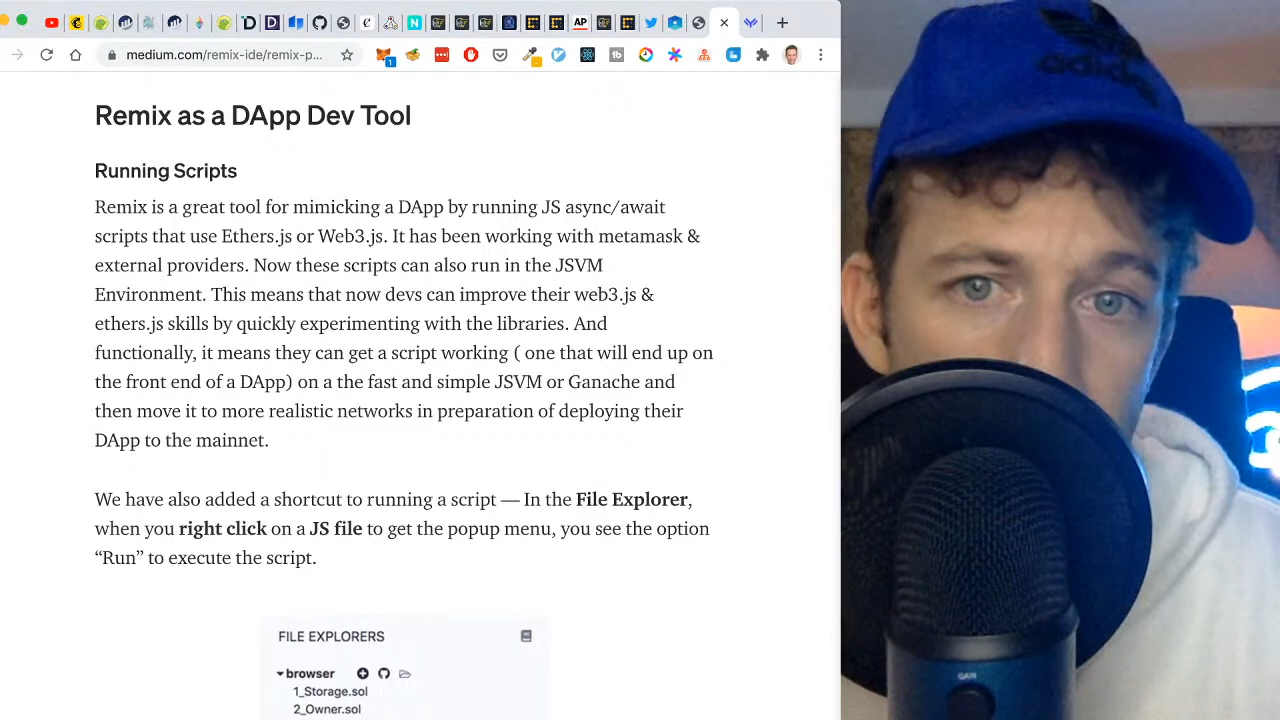 medium.com/remix-ide/remix-p...
Remix as a DApp Dev Tool
Running Scripts
Remix is a great tool for mimicking a DApp by running JS async/await
scripts that use Ethers.js or Web3.js. It has been working with metamask &
external providers. Now these scripts can also run in the JSVM
Environment. This means that now devs can improve their web3.js &
ethers.js skills by quickly experimenting with the libraries. And
functionally, it means they can get a script working ( one that will end up on
the front end of a DApp) on a the fast and simple JSVM or Ganache and
then move it to more realistic networks in preparation of deploying their
DApp to the mainnet.
We have also added a shortcut to running a script — In the File Explorer,
when you right click on a JS file to get the popup menu, you see the option
“Run” to execute the script.
FILE EXPLORERS
browser
1_Storage.sol
2_Owner.sol
adidas
GAIN